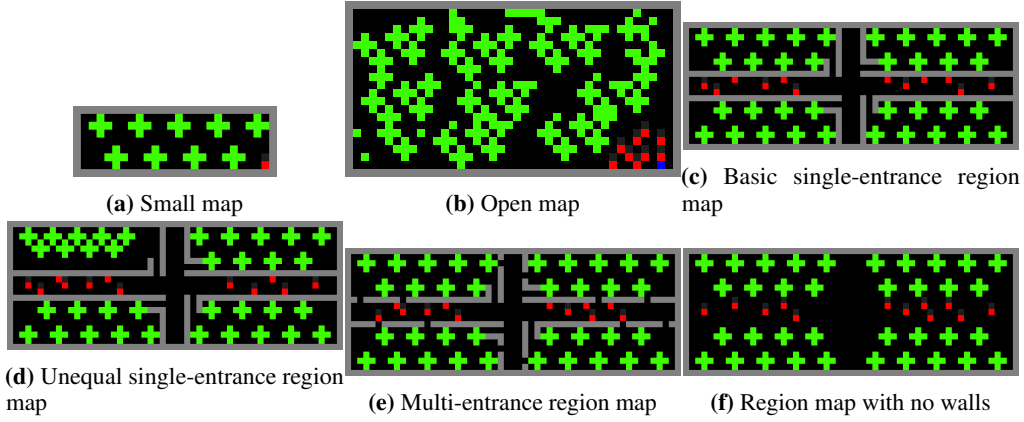 (a) Small map
(b) Open map
(c) Basic single-entrance region
map
(d) Unequal single-entrance region
map
(e) Multi-entrance region map
(f) Region map with no walls